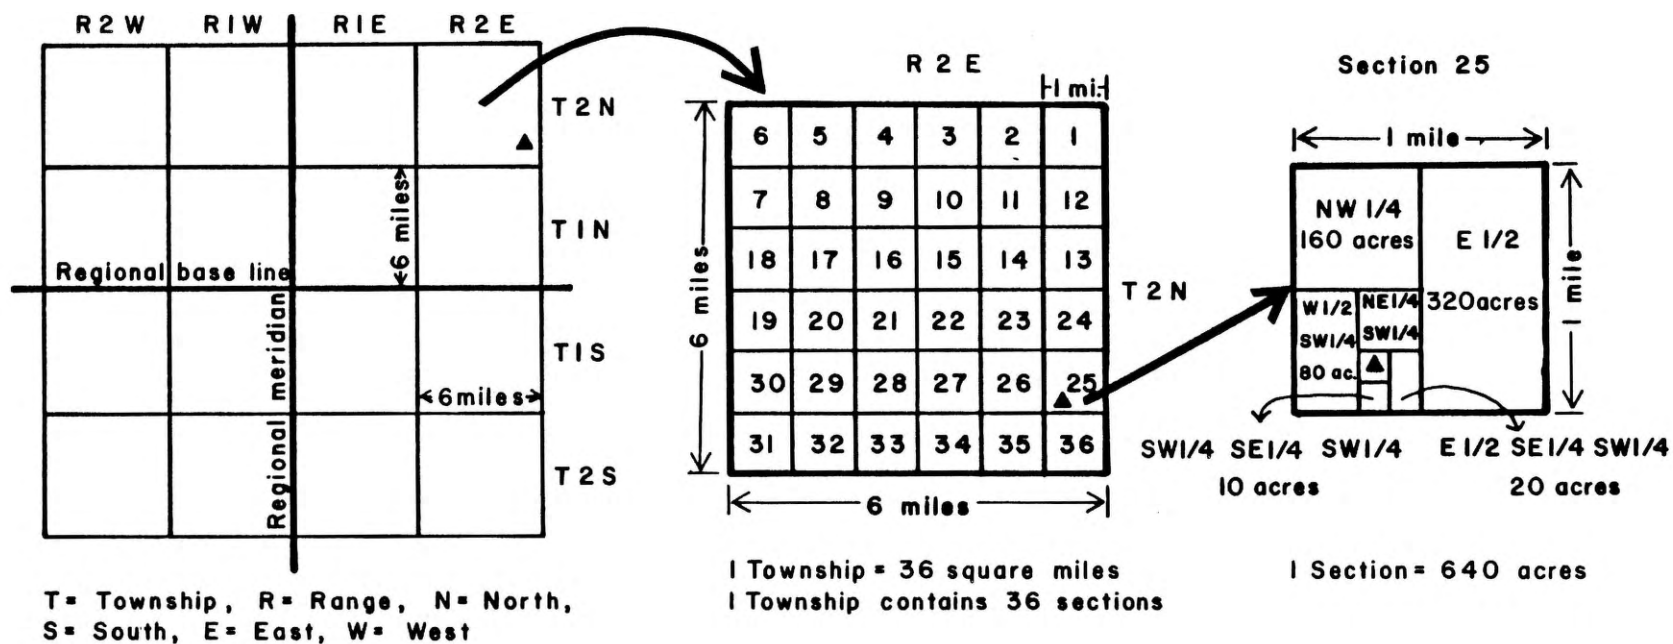 R2W R1W R1E R2E
T2N
T1N
T1S
T2S
6 miles
Regional base line
Regional meridian
6miles
T= Township, R= Range, N= North,
S= South, E= East, W= West
R2E
1 mi.
6 5 4 3 2 1
7 8 9 10 11 12
18 17 16 15 14 13
19 20 21 22 23 24
30 29 28 27 26 25
31 32 33 34 35 36
6 miles
T2N
6 miles
1 Township = 36 square miles
1 Township contains 36 sections
Section 25
1 mile
1 mile
NW 1/4
160 acres
E 1/2
320acres
W1/2
SW1/4
80 ac.
NE1/4
SW1/4
SW1/4 SE1/4 SW1/4
10 acres
E1/2 SE1/4 SW1/4
20 acres
1 Section = 640 acres